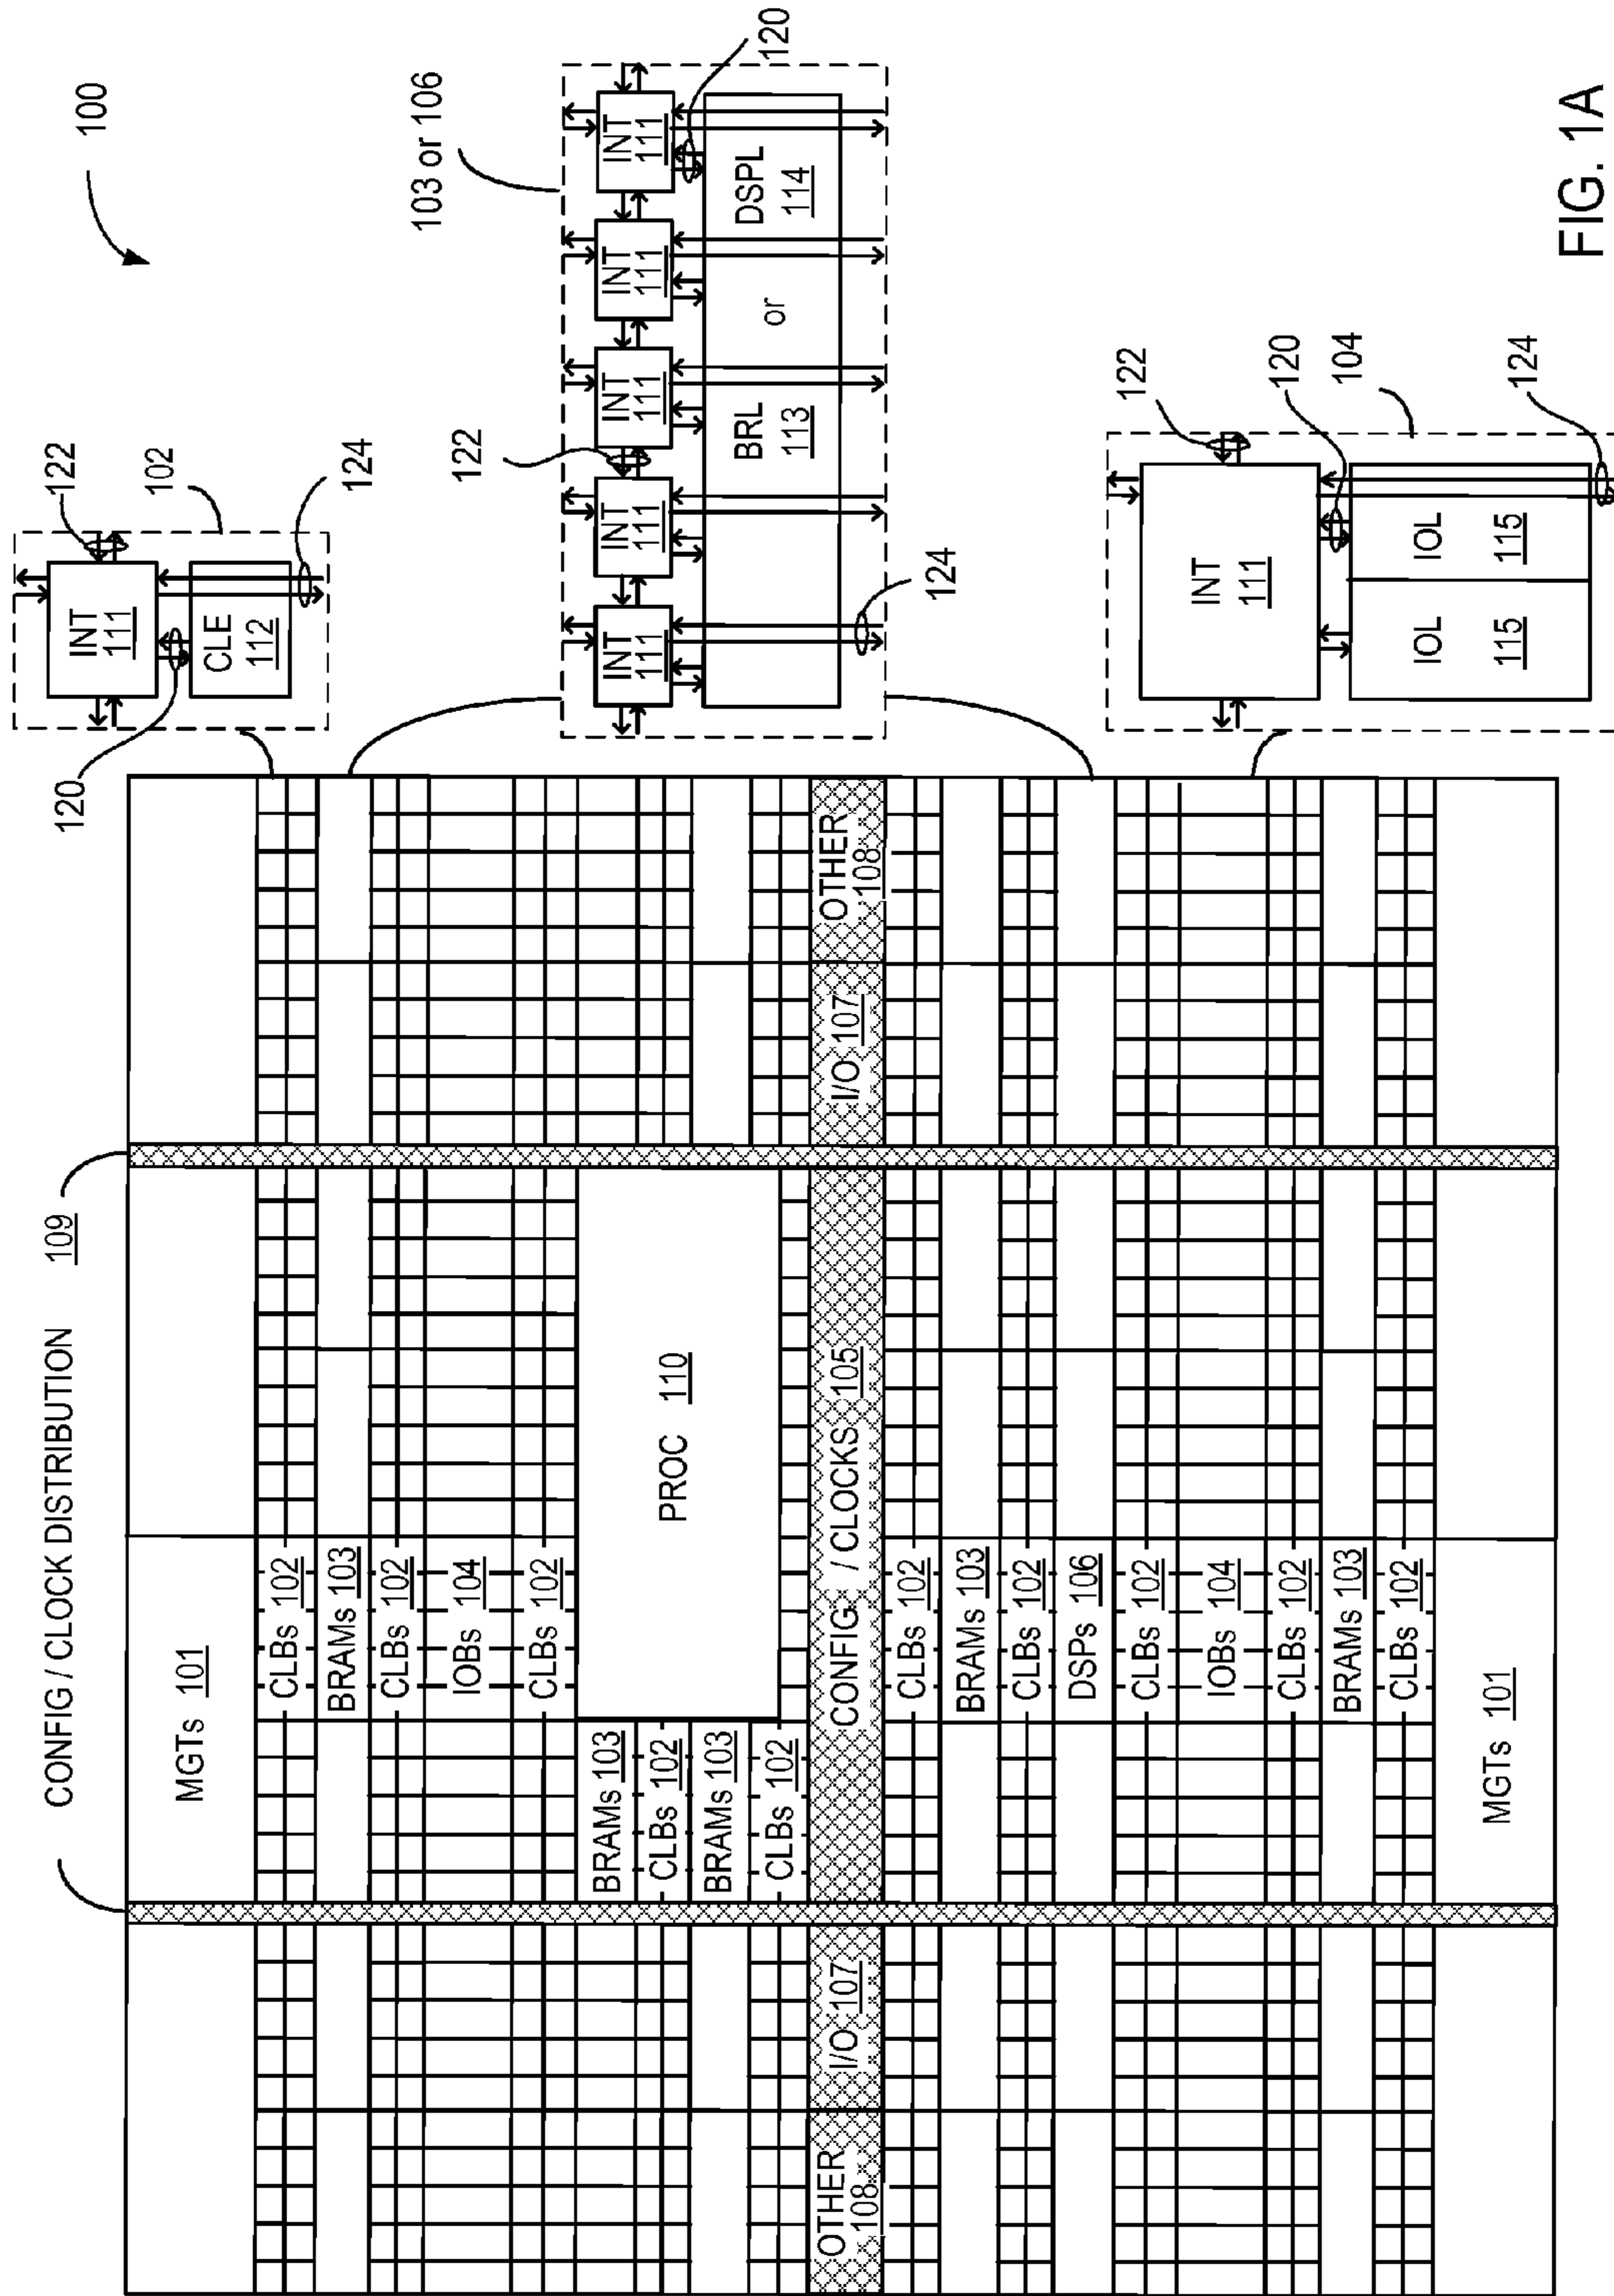 100
CONFIG / CLOCK DISTRIBUTION 109
MGTs 101
CLBs 102
BRAMs 103
CLBs 102
IOBs 104
CLBs 102
BRAMs 103
CLBs 102
BRAMs 103
CLBs 102
PROC 110
OTHER
108
I/O 107
CONFIG / CLOCKS 105
I/O 107
OTHER
108
CLBs 102
BRAMs 103
CLBs 102
DSPs 106
CLBs 102
IOBs 104
CLBs 102
BRAMs 103
CLBs 102
MGTs 101
120
122
INT
111
102
CLE
112
124
103 or 106
122
INT
111
INT
111
INT
111
INT
111
INT
111
120
BRL
113
or
DSPL
114
124
122
INT
111
120
104
IOL
115
IOL
115
124
FIG. 1A